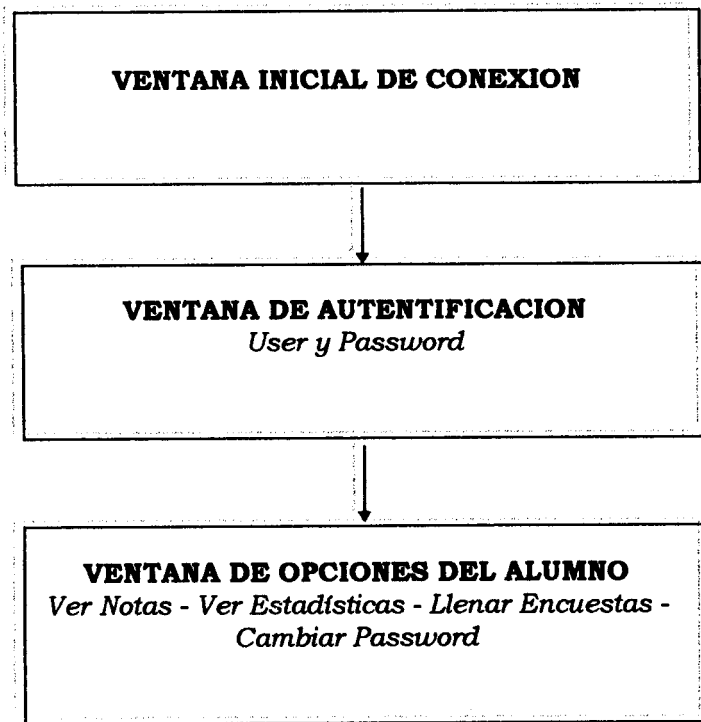 VENTANA INICIAL DE CONEXION
VENTANA DE AUTENTIFICACION
User y Password
VENTANA DE OPCIONES DEL ALUMNO
Ver Notas - Ver Estadísticas - Llenar Encuestas -
Cambiar Password